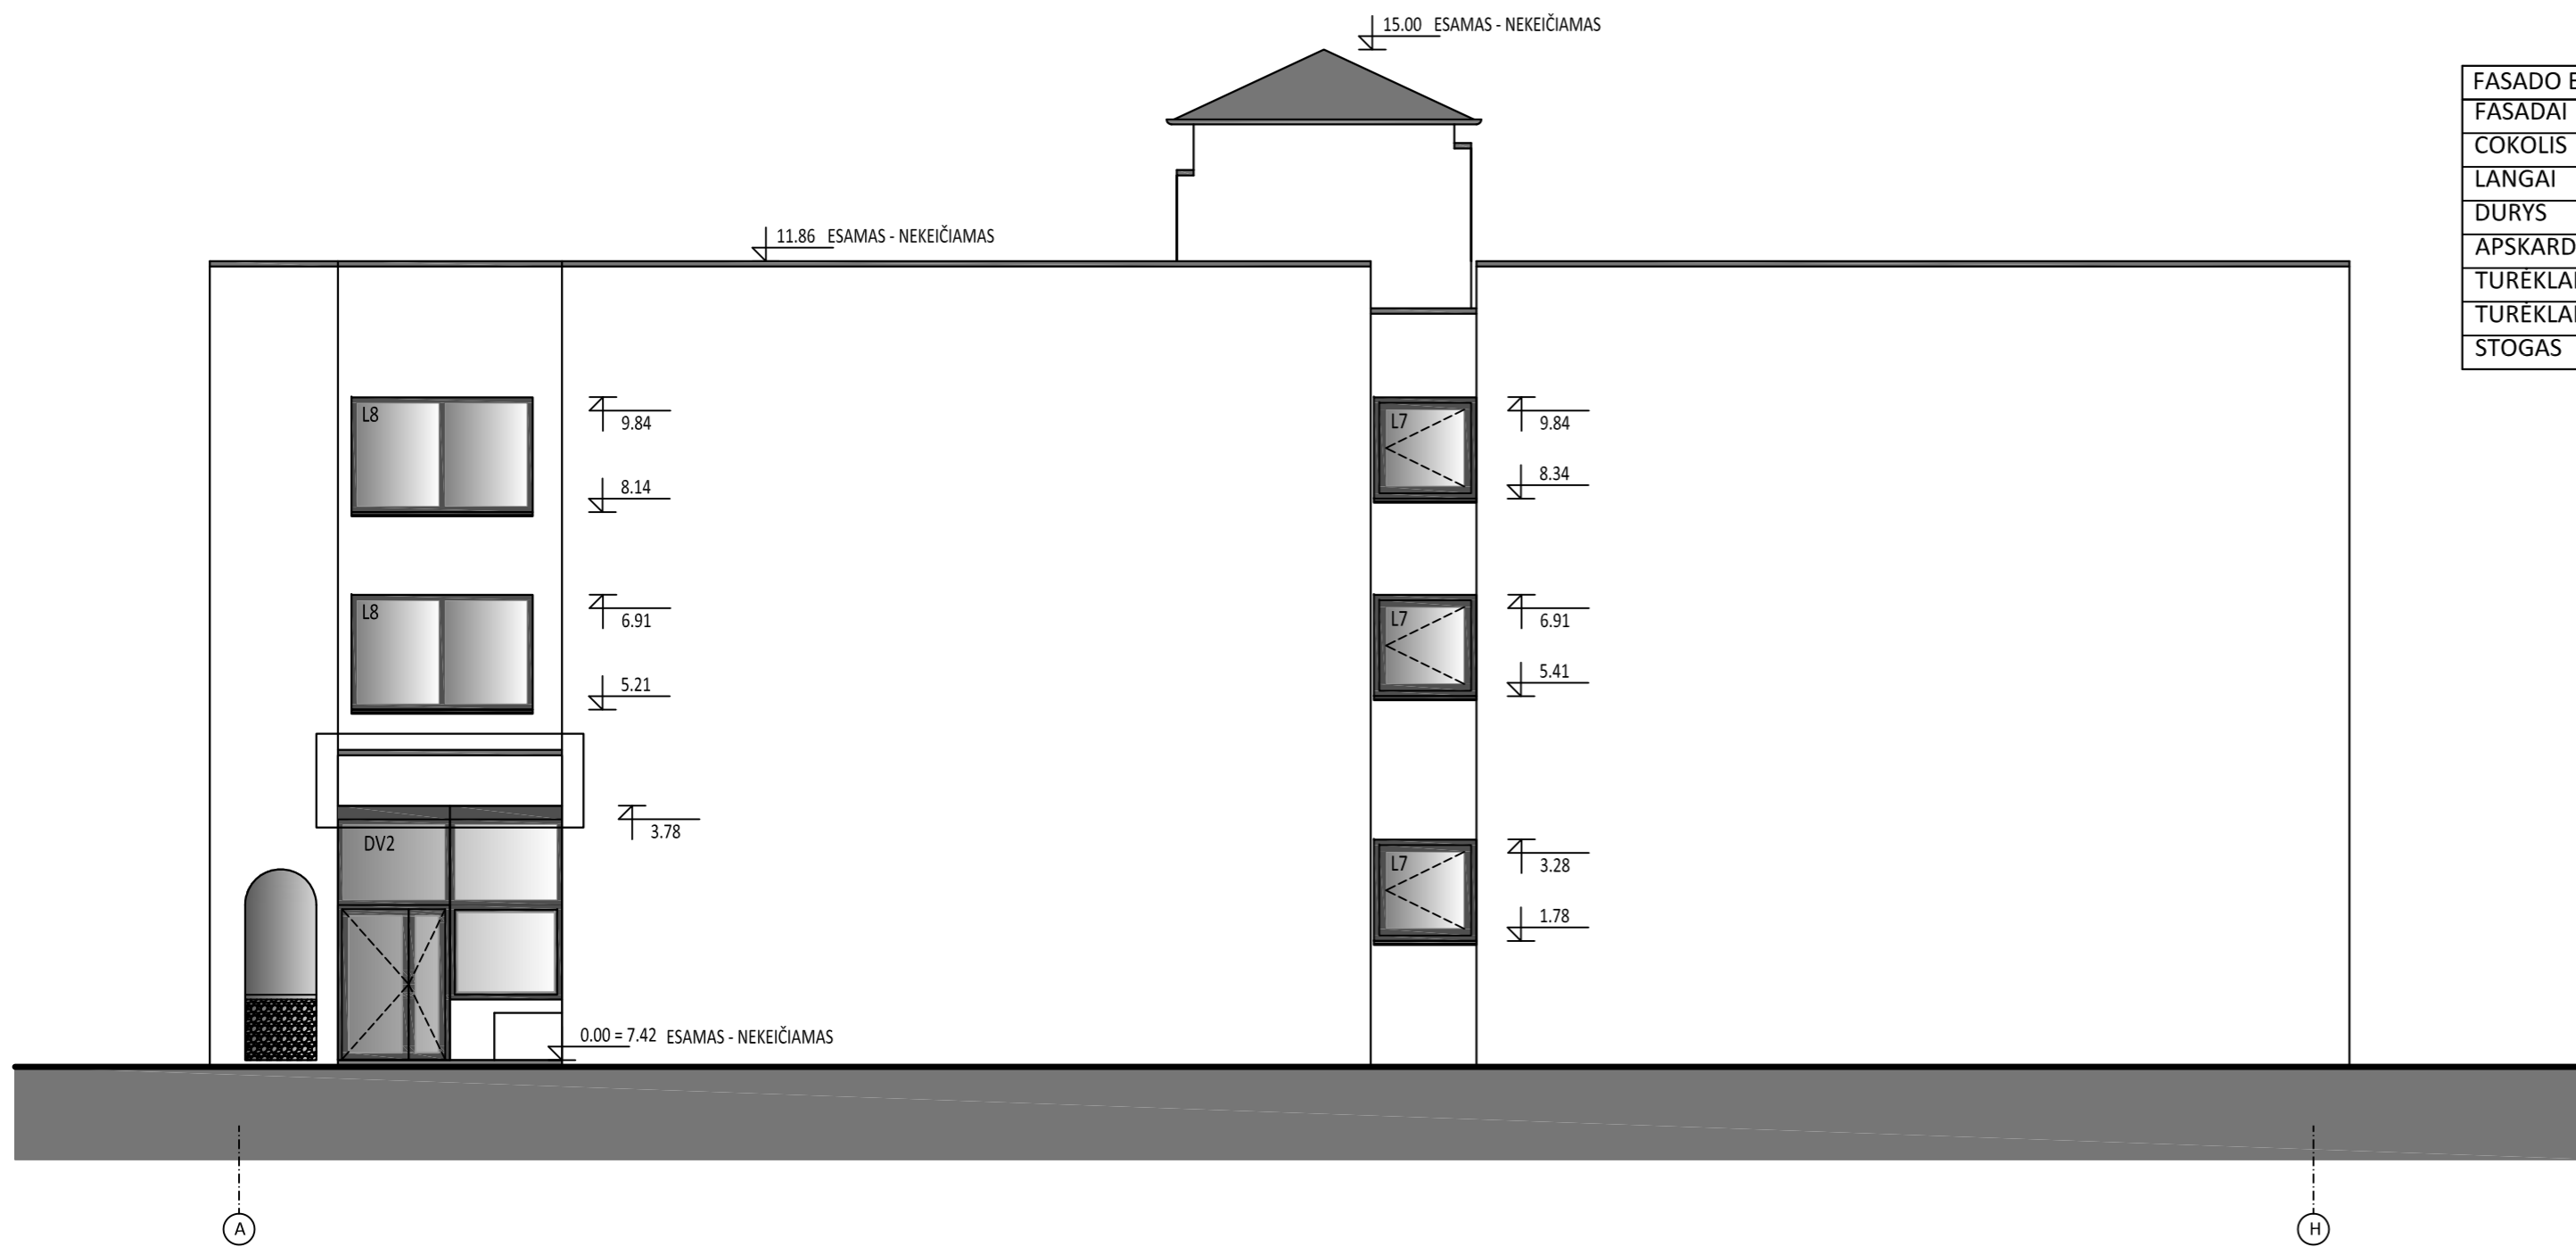 15.00 ESAMAS - NEKEIČIAMAS
FASADO
FASADAI
COKOLIS
LANGAI
DURYS
APSKARD
TURĖKLA
TURĖKLA
STOGAS
11.86 ESAMAS - NEKEIČIAMAS
L8
9.84
8.14
L7
9.84
8.34
L8
6.91
5.21
L7
6.91
5.41
3.78
DV2
L7
3.28
1.78
0.00 = 7.42 ESAMAS - NEKEIČIAMAS
A
H